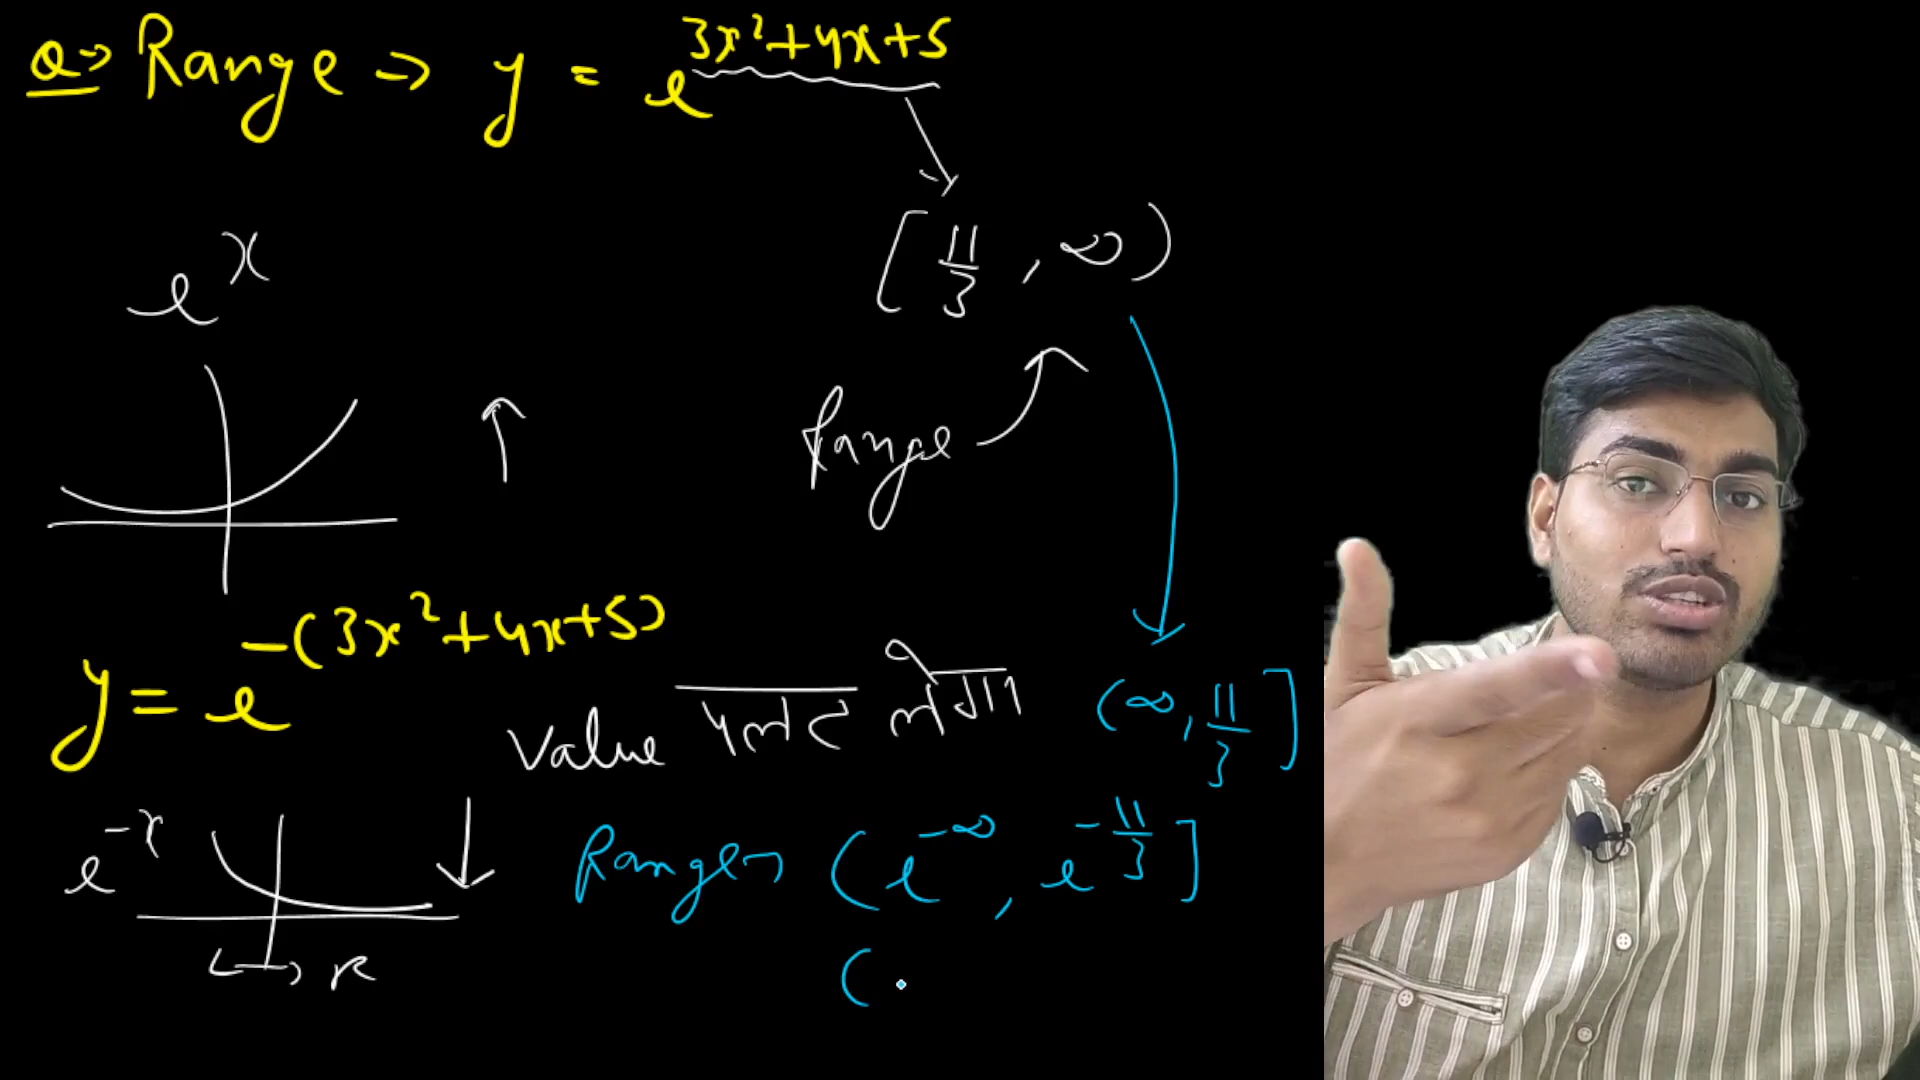 Q⇒ Range ⇒ y = e^{3x²+4x+5}
[11/3, ∞)
e^x
Range
y = e^{-(3x²+4x+5)}
Value पलट लेगा (∞, 11/3]
e^{-x}
Range→ (e^{-∞}, e^{-11/3}]
(